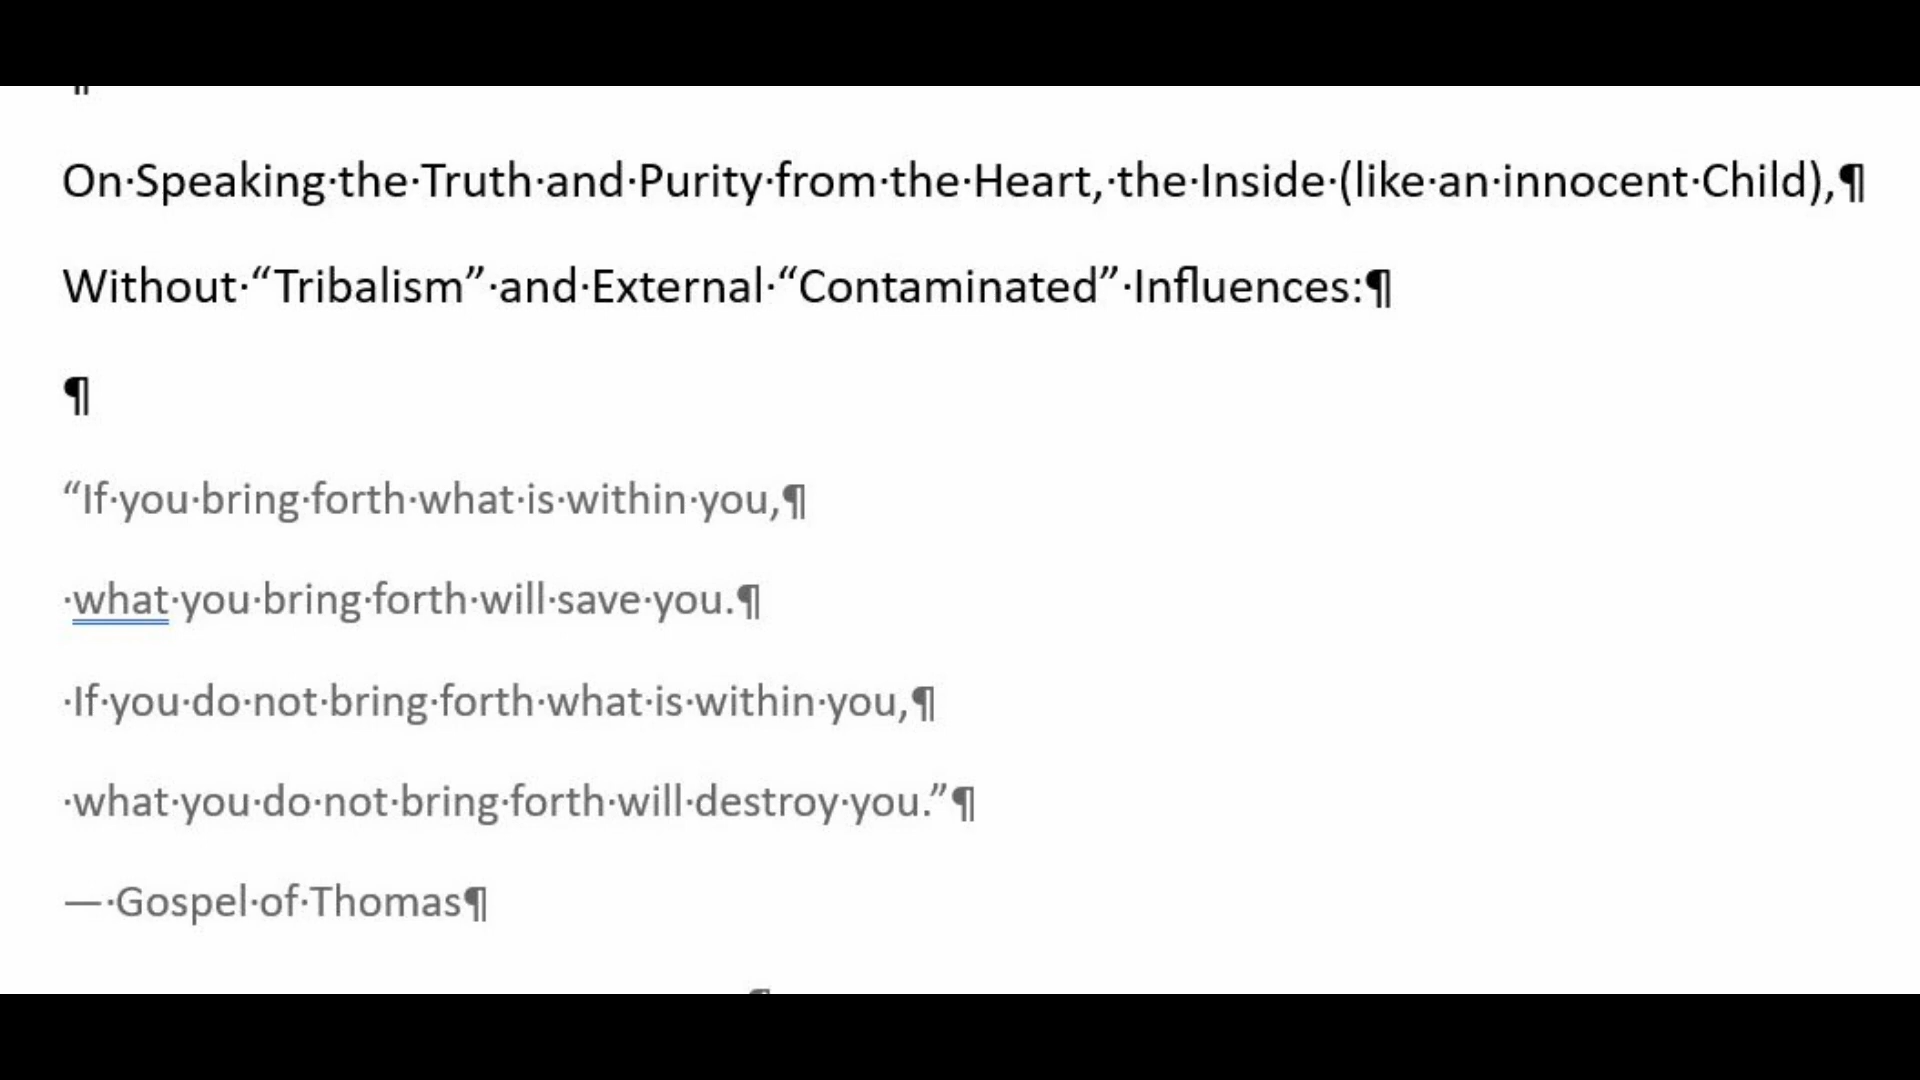 ¶
On·Speaking·the·Truth·and·Purity·from·the·Heart,·the·Inside·(like·an·innocent·Child),¶
Without·“Tribalism”·and·External·“Contaminated”·Influences:¶
¶
“If·you·bring·forth·what·is·within·you,¶
·what·you·bring·forth·will·save·you.¶
·If·you·do·not·bring·forth·what·is·within·you,¶
·what·you·do·not·bring·forth·will·destroy·you.”¶
—·Gospel·of·Thomas¶
¶